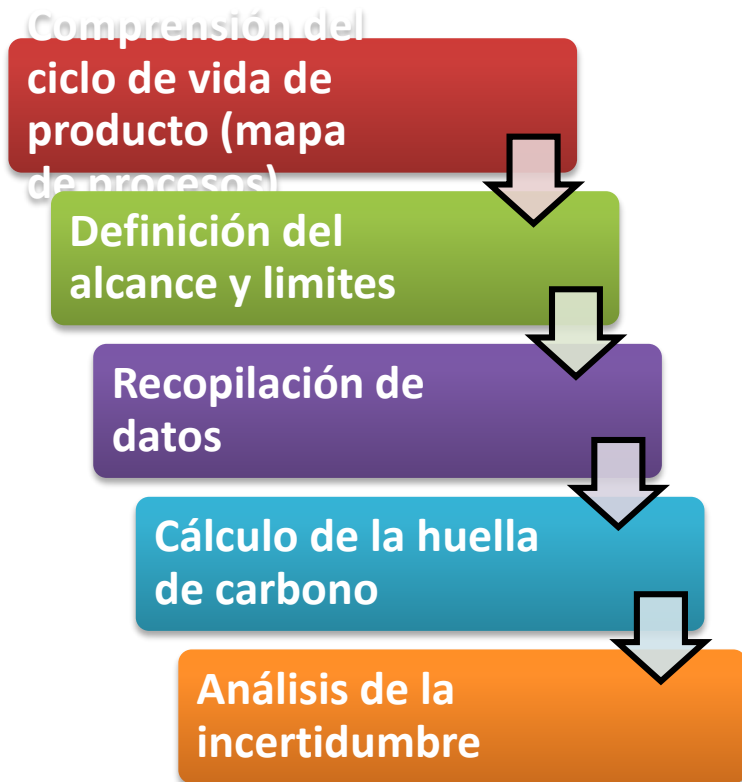 Comprensión del
ciclo de vida de
producto (mapa
de procesos)
Definición del
alcance y limites
Recopilación de
datos
Cálculo de la huella
de carbono
Análisis de la
incertidumbre